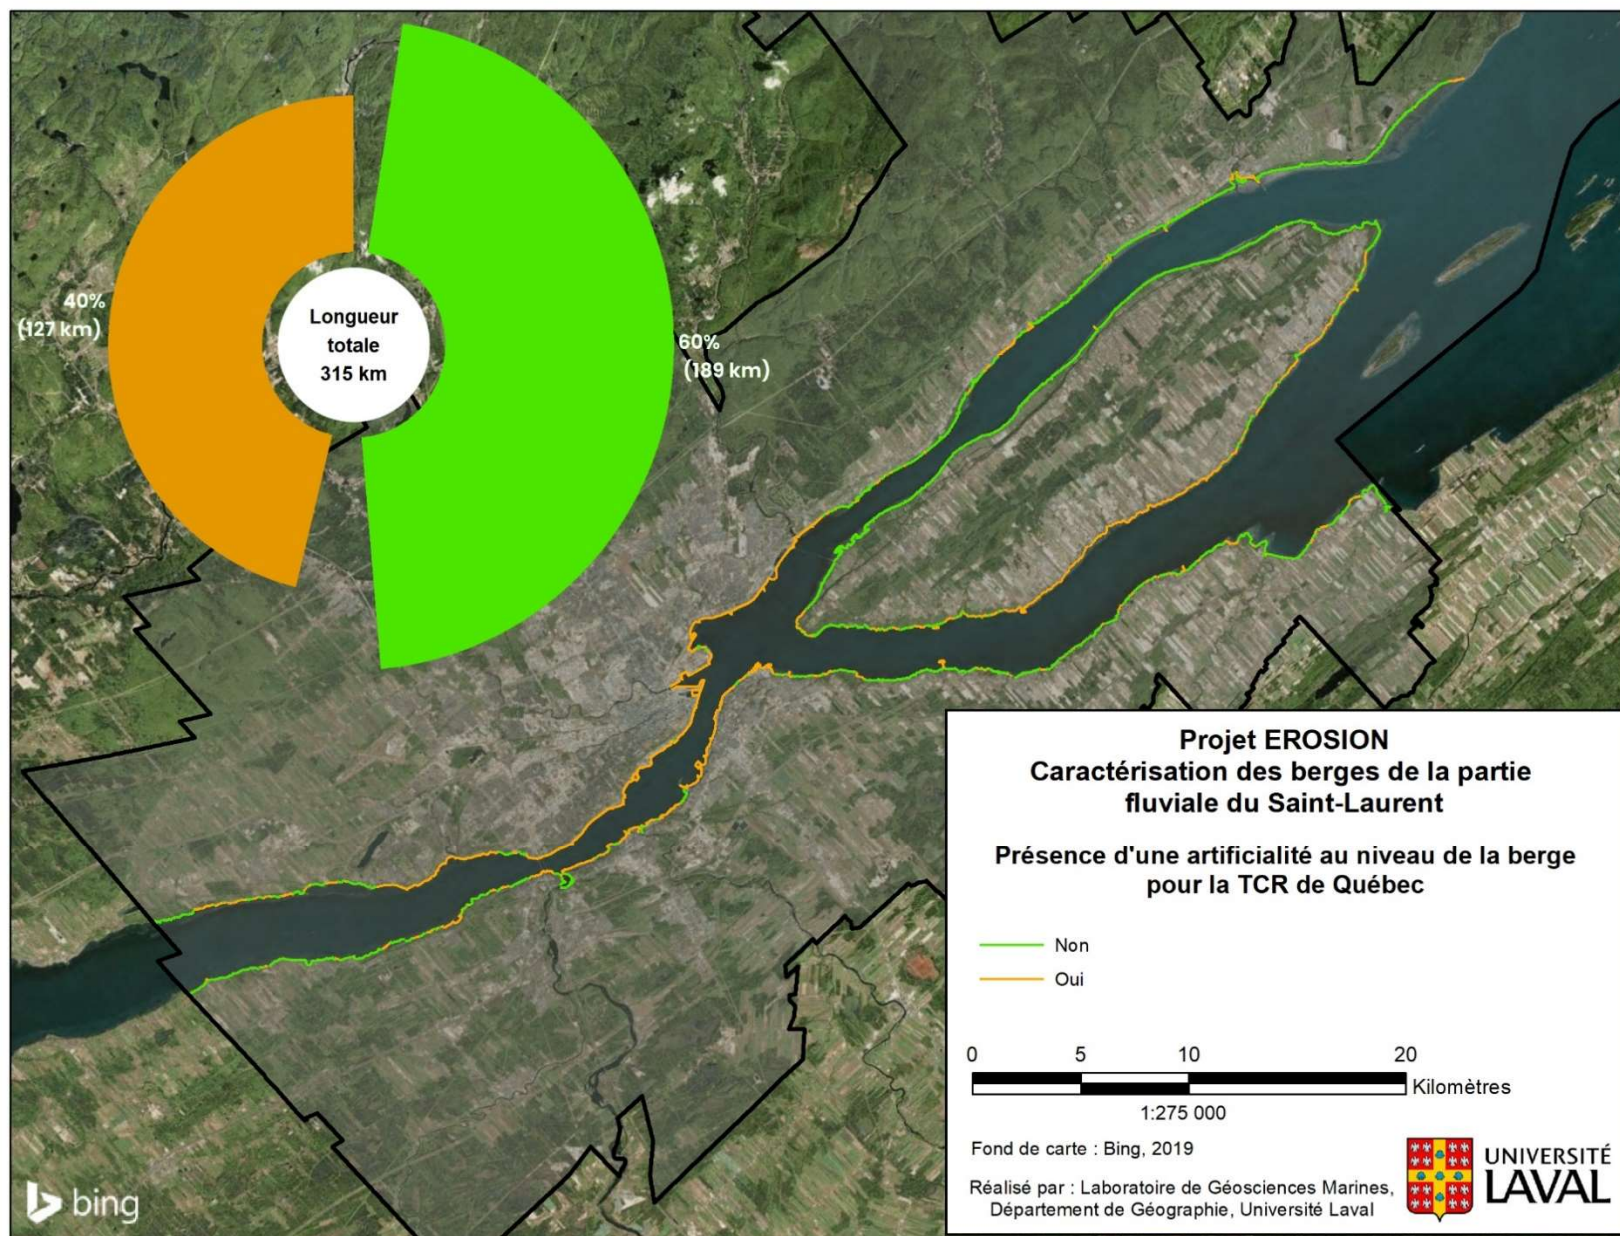 40%
(127 km)
Longueur
totale
315 km
60%
(189 km)
Projet EROSION
Caractérisation des berges de la partie
fluviale du Saint-Laurent
Présence d'une artificialité au niveau de la berge
pour la TCR de Québec
Non
Oui
0 5 10 20
Kilomètres
1:275 000
Fond de carte : Bing, 2019
Réalisé par : Laboratoire de Géosciences Marines,
Département de Géographie, Université Laval
UNIVERSITÉ
LAVAL
bing